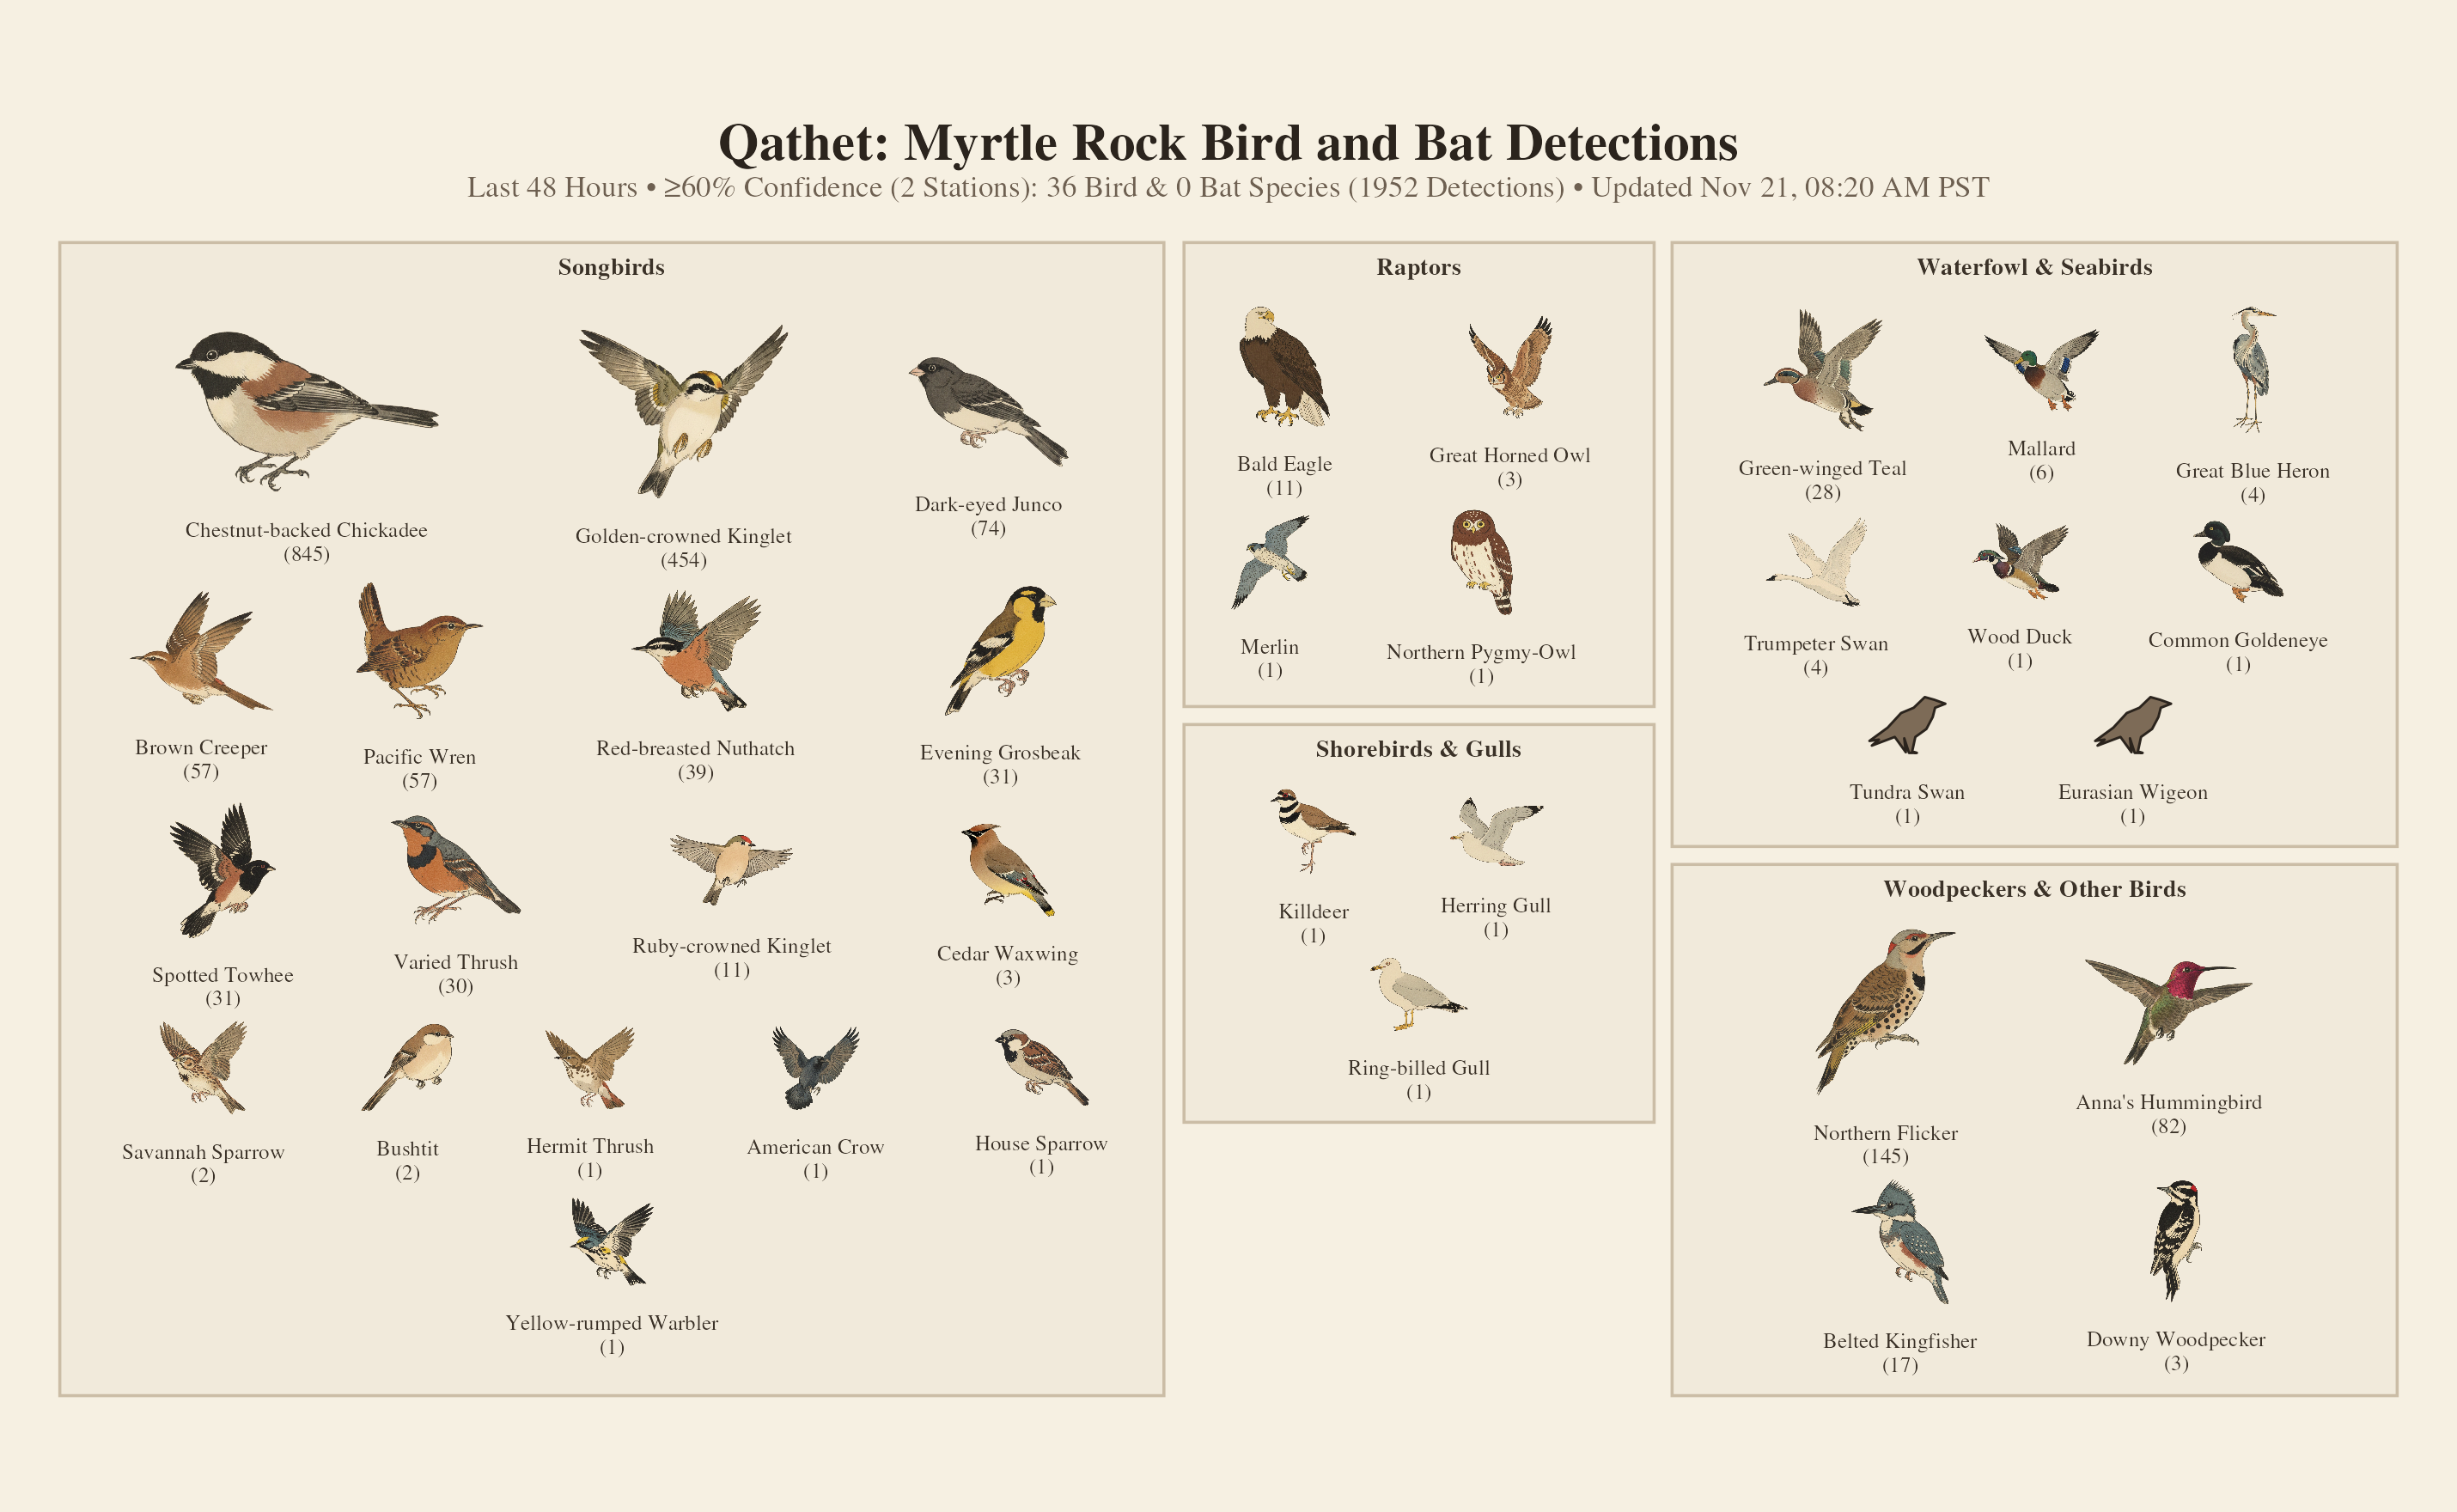 Qathet: Myrtle Rock Bird and Bat Detections
Last 48 Hours • ≥60% Confidence (2 Stations): 36 Bird & 0 Bat Species (1952 Detections) • Updated Nov 21, 08:20 AM PST
Songbirds
Chestnut-backed Chickadee
(845)
Golden-crowned Kinglet
(454)
Dark-eyed Junco
(74)
Brown Creeper
(57)
Pacific Wren
(57)
Red-breasted Nuthatch
(39)
Evening Grosbeak
(31)
Spotted Towhee
(31)
Varied Thrush
(30)
Ruby-crowned Kinglet
(11)
Cedar Waxwing
(3)
Savannah Sparrow
(2)
Bushtit
(2)
Hermit Thrush
(1)
American Crow
(1)
House Sparrow
(1)
Yellow-rumped Warbler
(1)
Raptors
Bald Eagle
(11)
Great Horned Owl
(3)
Merlin
(1)
Northern Pygmy-Owl
(1)
Shorebirds & Gulls
Killdeer
(1)
Herring Gull
(1)
Ring-billed Gull
(1)
Waterfowl & Seabirds
Green-winged Teal
(28)
Mallard
(6)
Great Blue Heron
(4)
Trumpeter Swan
(4)
Wood Duck
(1)
Common Goldeneye
(1)
Tundra Swan
(1)
Eurasian Wigeon
(1)
Woodpeckers & Other Birds
Northern Flicker
(145)
Anna's Hummingbird
(82)
Belted Kingfisher
(17)
Downy Woodpecker
(3)